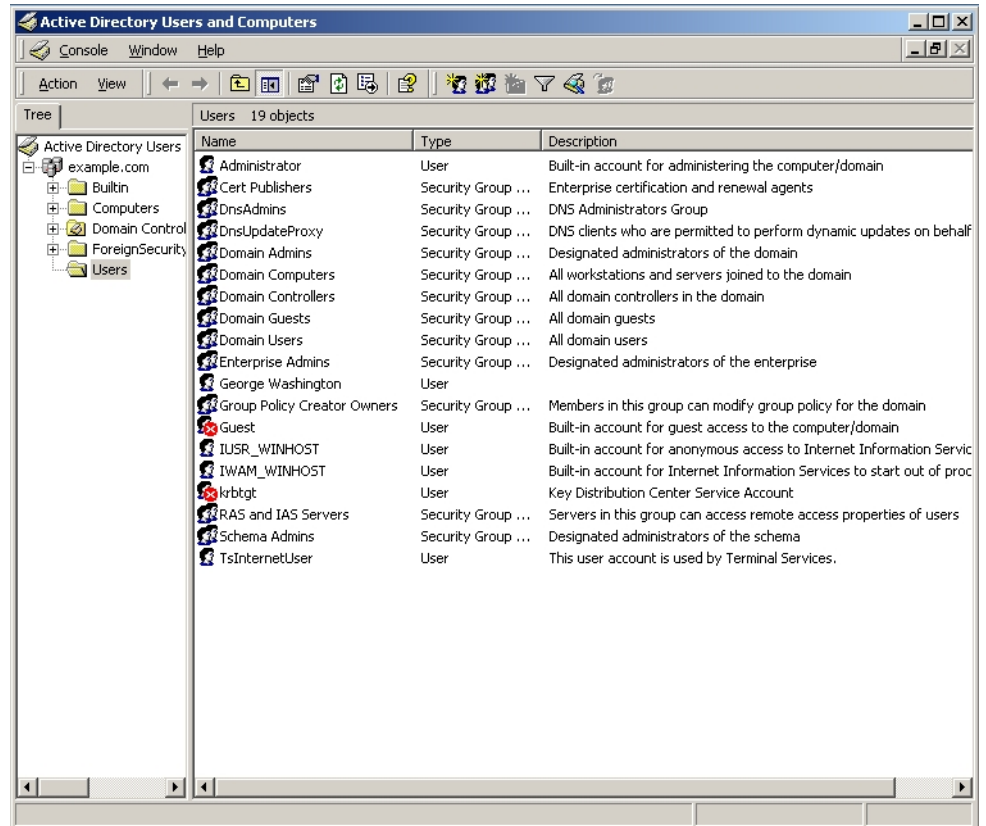 Active Directory Users and Computers
Console Window Help
Action View
Tree
Users 19 objects
Active Directory Users
example.com
Builtin
Computers
Domain Control
ForeignSecurity
Users
Name Type Description
Administrator User Built-in account for administering the computer/domain
Cert Publishers Security Group ... Enterprise certification and renewal agents
DnsAdmins Security Group ... DNS Administrators Group
DnsUpdateProxy Security Group ... DNS clients who are permitted to perform dynamic updates on behalf
Domain Admins Security Group ... Designated administrators of the domain
Domain Computers Security Group ... All workstations and servers joined to the domain
Domain Controllers Security Group ... All domain controllers in the domain
Domain Guests Security Group ... All domain guests
Domain Users Security Group ... All domain users
Enterprise Admins Security Group ... Designated administrators of the enterprise
George Washington User
Group Policy Creator Owners Security Group ... Members in this group can modify group policy for the domain
Guest User Built-in account for guest access to the computer/domain
IUSR_WINHOST User Built-in account for anonymous access to Internet Information Servic
IWAM_WINHOST User Built-in account for Internet Information Services to start out of proc
krbtgt User Key Distribution Center Service Account
RAS and IAS Servers Security Group ... Servers in this group can access remote access properties of users
Schema Admins Security Group ... Designated administrators of the schema
TsInternetUser User This user account is used by Terminal Services.